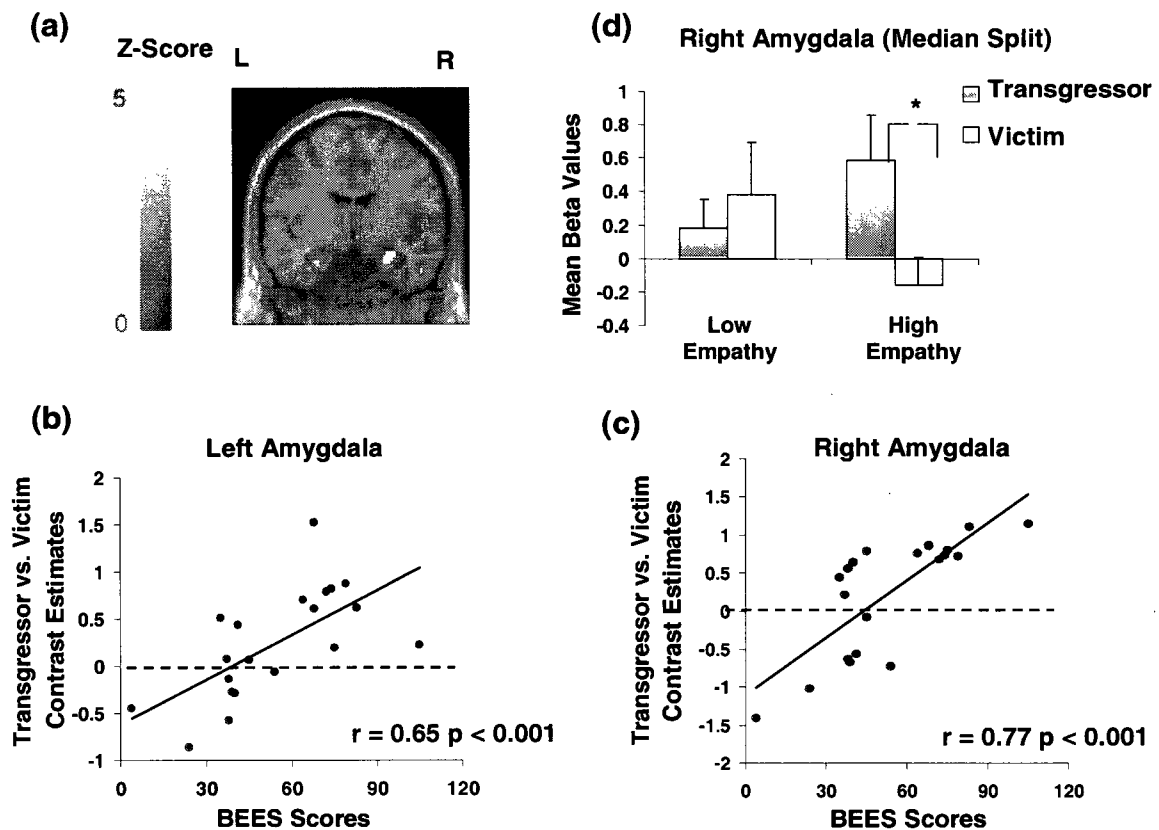 (a)
Z-Score
L
R
5
0
(d)
Right Amygdala (Median Split)
Mean Beta Values
1
0.8
0.6
0.4
0.2
0
-0.2
-0.4
*
Transgressor
Victim
Low
Empathy
High
Empathy
(b)
Left Amygdala
Transgressor vs. Victim
Contrast Estimates
2
1.5
1
0.5
0
-0.5
-1
r = 0.65 p < 0.001
0 30 60 90 120
BEES Scores
(c)
Right Amygdala
Transgressor vs. Victim
Contrast Estimates
2
1.5
1
0.5
0
-0.5
-1
-1.5
-2
r = 0.77 p < 0.001
0 30 60 90 120
BEES Scores